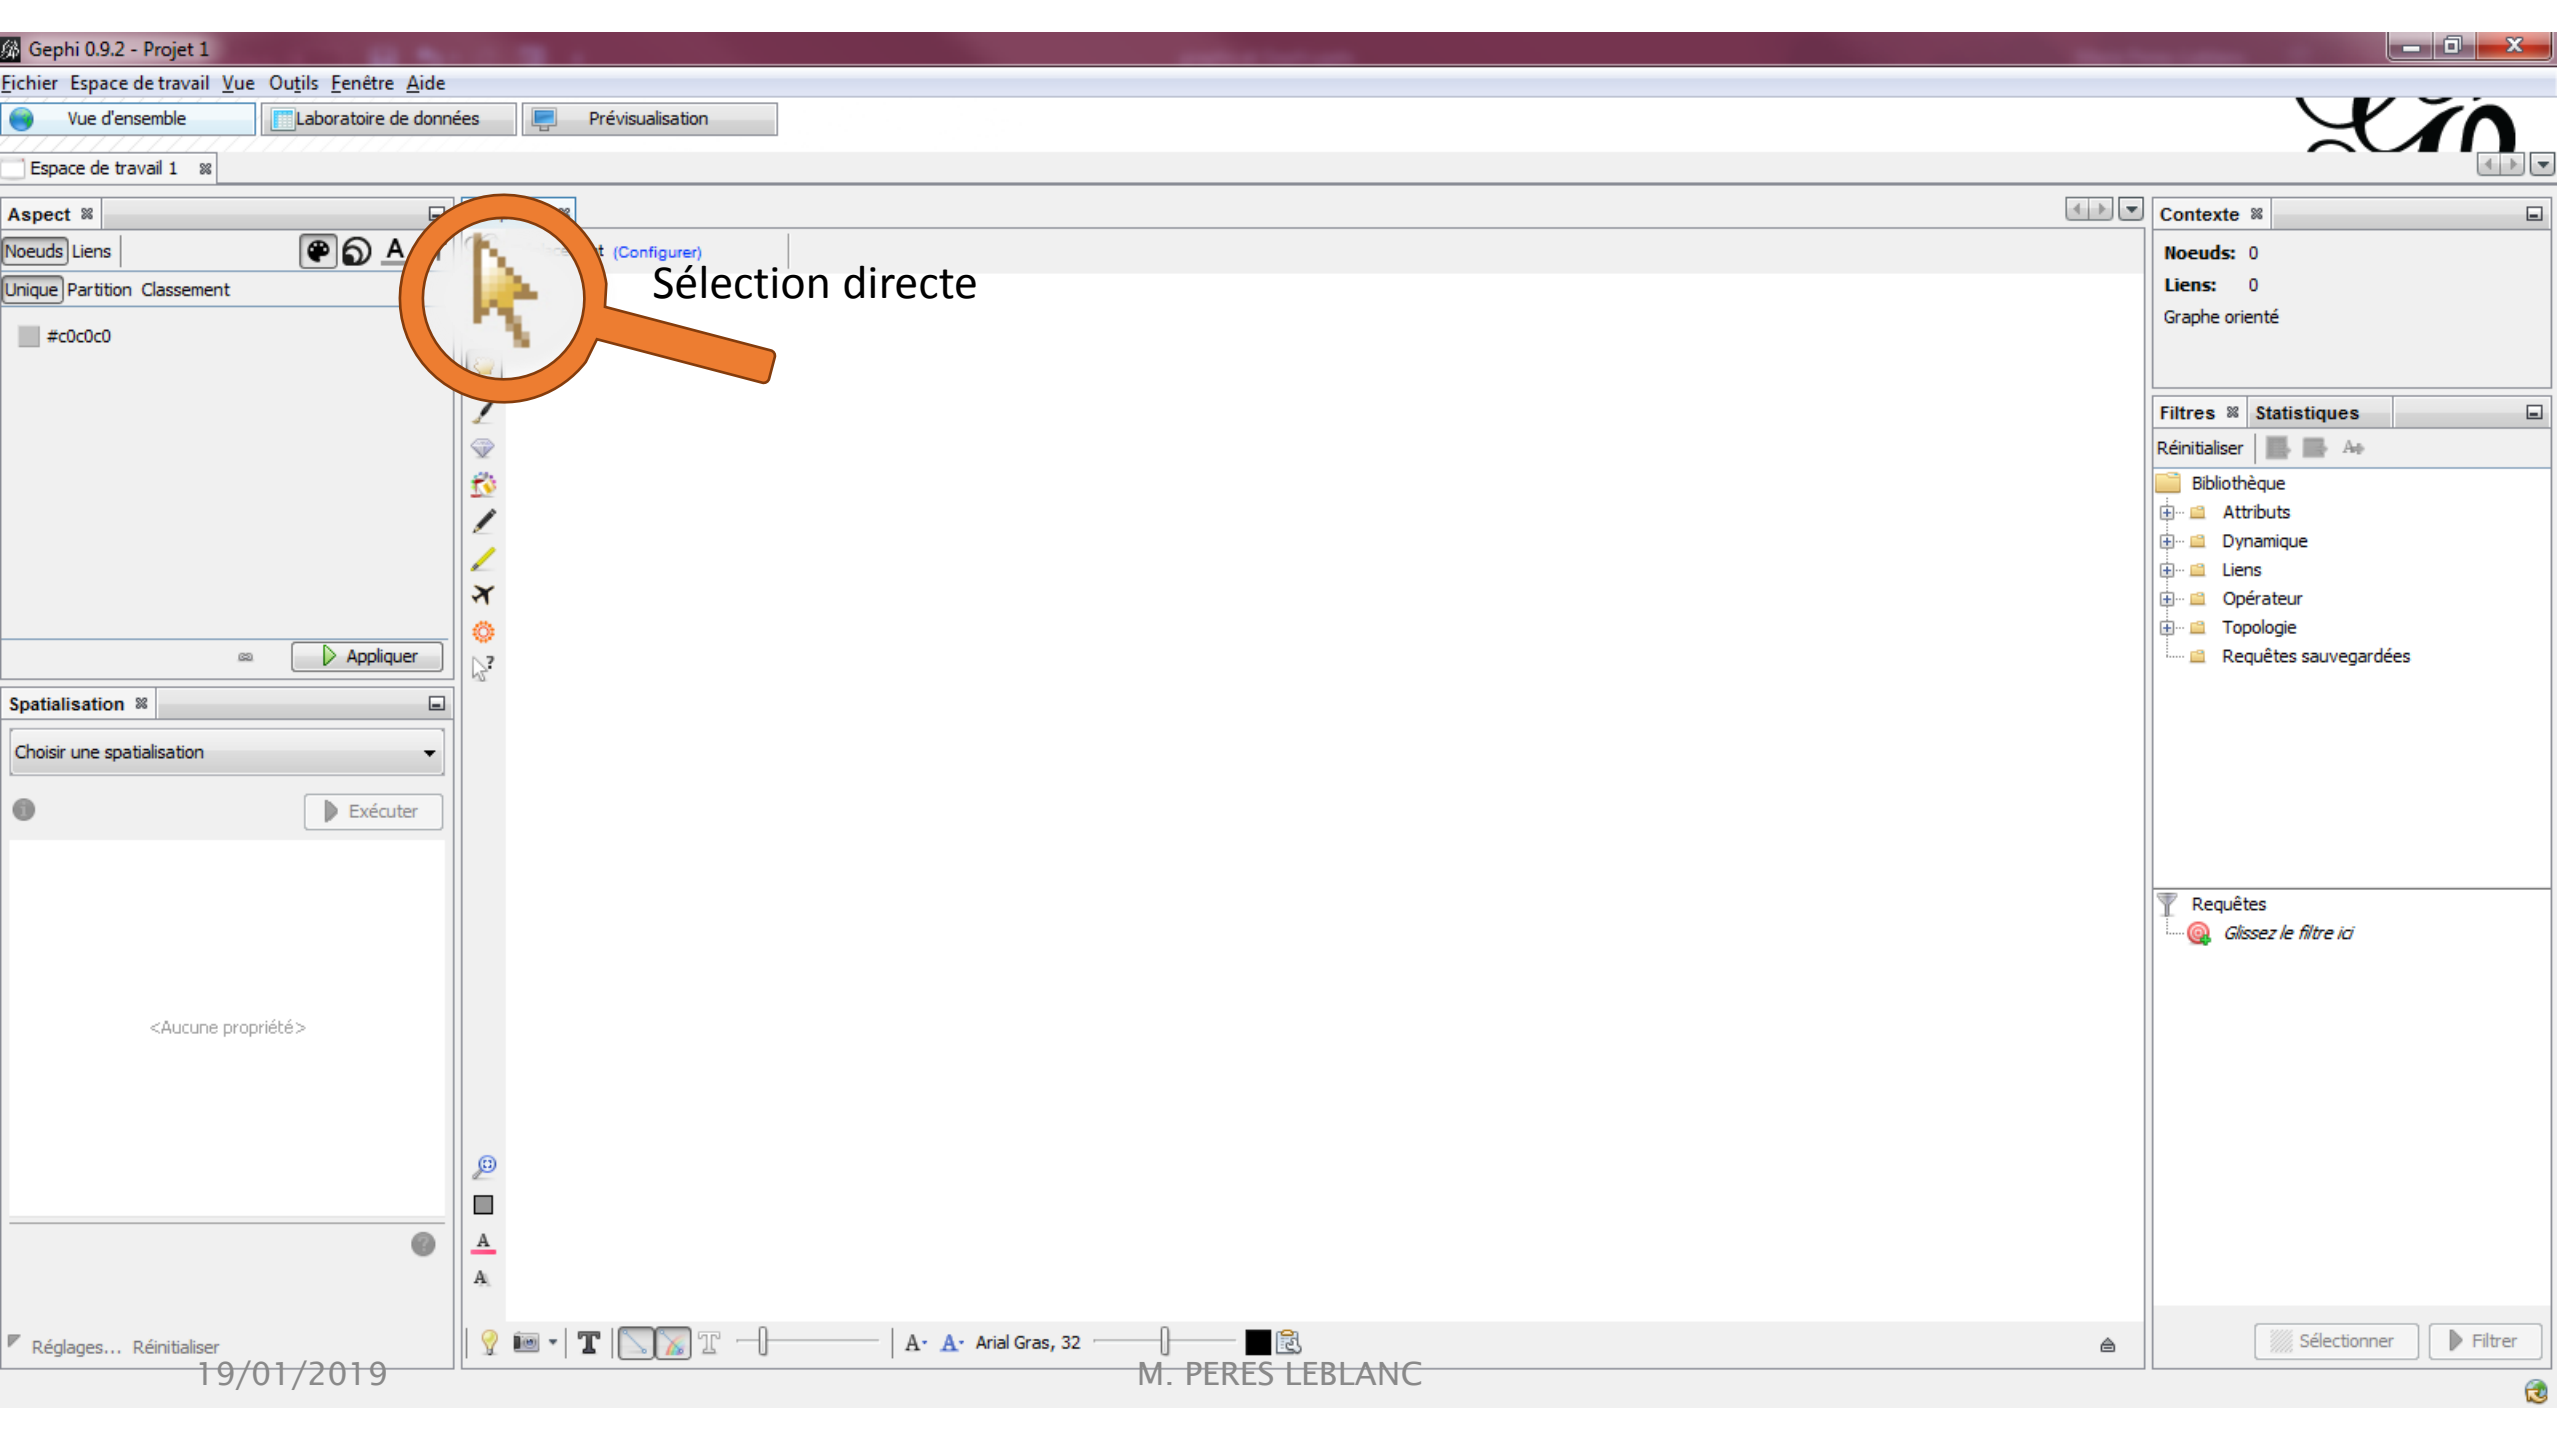 Gephi 0.9.2 - Projet 1
Fichier Espace de travail Vue Outils Fenêtre Aide
Vue d'ensemble Laboratoire de données Prévisualisation
Espace de travail 1
Aspect
Contexte
Noeuds Liens
A
(Configurer)
Noeuds: 0
Unique Partition Classement
Sélection directe
Liens: 0
Graphe orienté
#c0c0c0
Filtres Statistiques
Réinitialiser
Bibliothèque
Attributs
Dynamique
Liens
Opérateur
Topologie
Requêtes sauvegardées
Appliquer
Spatialisation
Choisir une spatialisation
Exécuter
Requêtes
Glissez le filtre ici
<Aucune propriété>
A
A
T T A A Arial Gras, 32
Sélectionner Filtrer
Réglages... Réinitialiser
19/01/2019
M. PERES LEBLANC